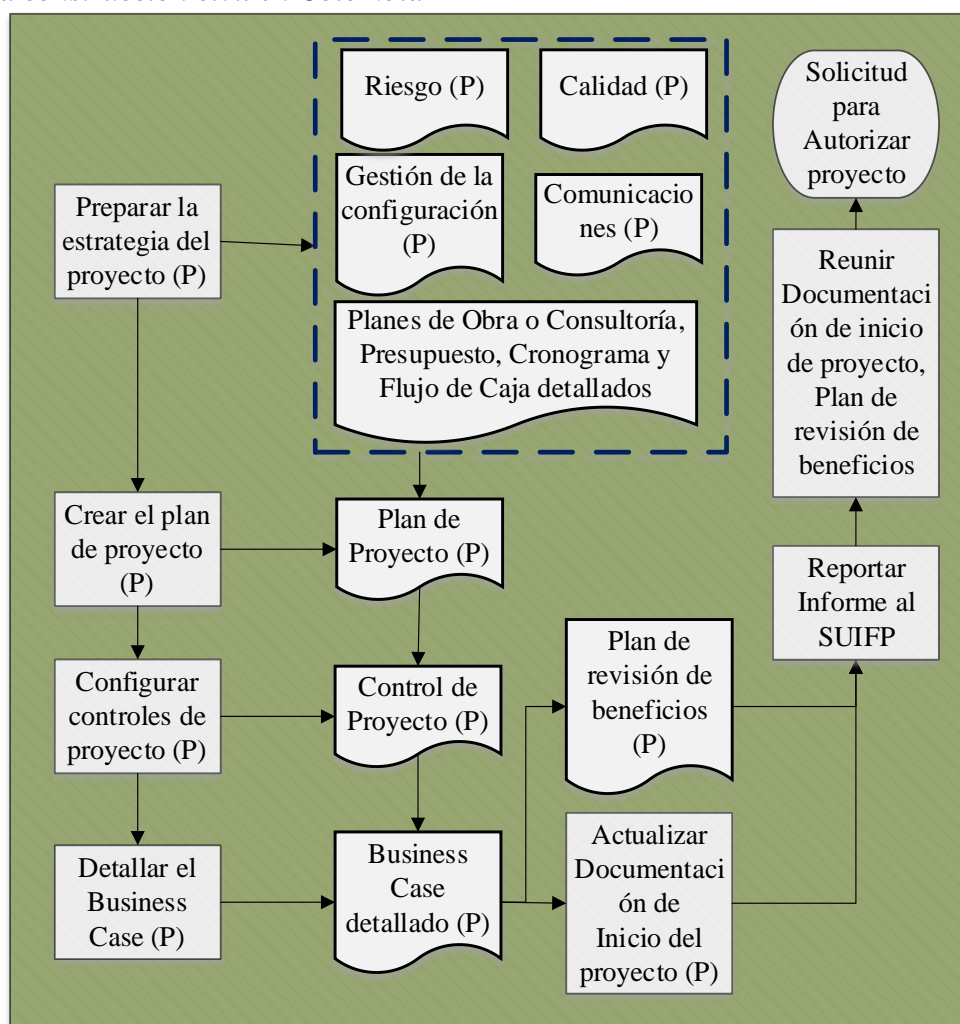 Riesgo (P)
Calidad (P)
Solicitud
para
Autorizar
proyecto
Gestión de la
configuración
(P)
Comunicacio
nes (P)
Preparar la
estrategia del
proyecto (P)
Planes de Obra o Consultoría,
Presupuesto, Cronograma y
Flujo de Caja detallados
Reunir
Documentaci
ón de inicio
de proyecto,
Plan de
revisión de
beneficios
Crear el plan
de proyecto
(P)
Plan de
Proyecto (P)
Reportar
Informe al
SUIFP
Configurar
controles de
proyecto (P)
Control de
Proyecto (P)
Plan de
revisión de
beneficios
(P)
Detallar el
Business
Case (P)
Business
Case
detallado (P)
Actualizar
Documentaci
ón de
Inicio del
proyecto (P)